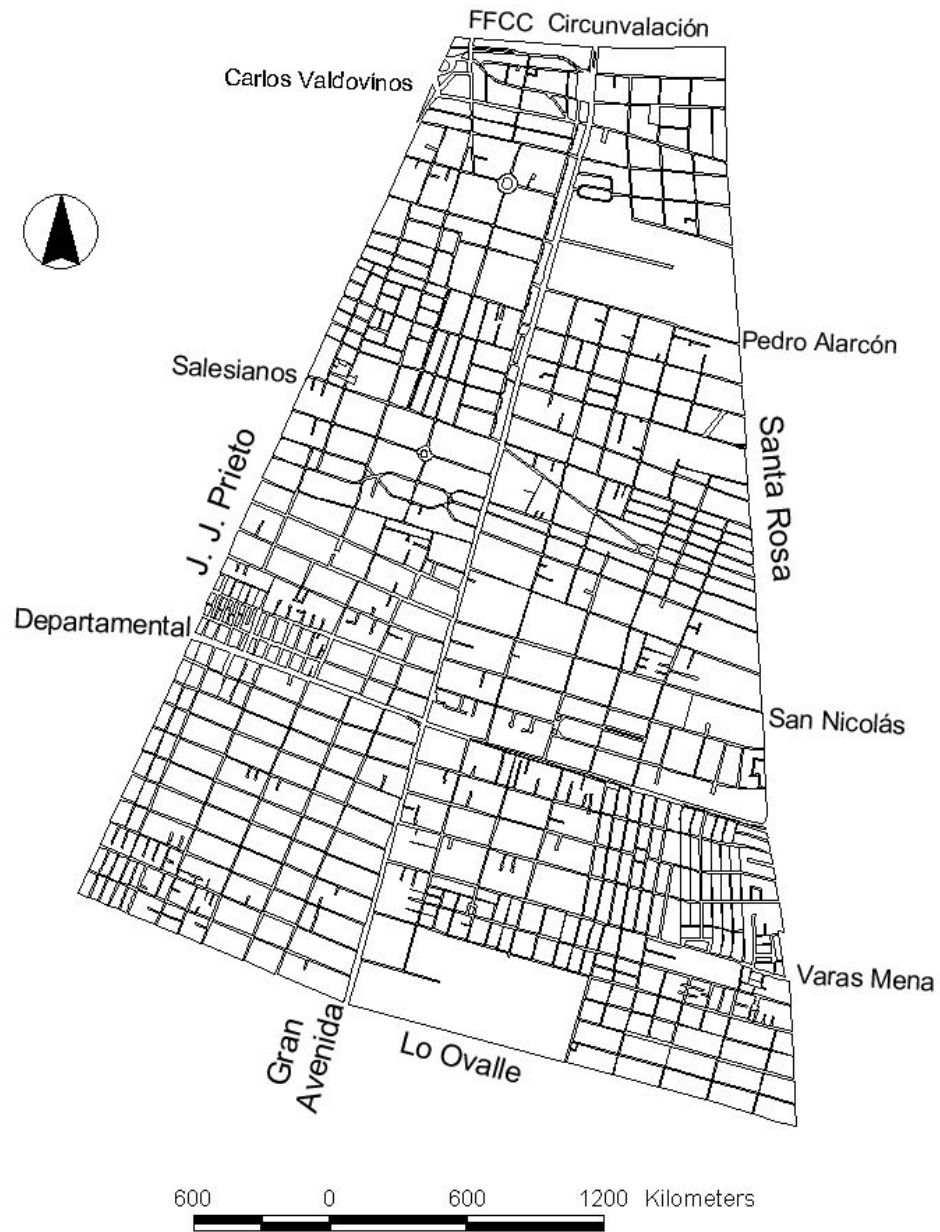 FFCC Circunvalación
Carlos Valdovinos
Pedro Alarcón
Salesianos
Santa Rosa
J. J. Prieto
Departamental
San Nicolás
Varas Mena
Gran
Avenida
Lo Ovalle
600 0 600 1200 Kilometers